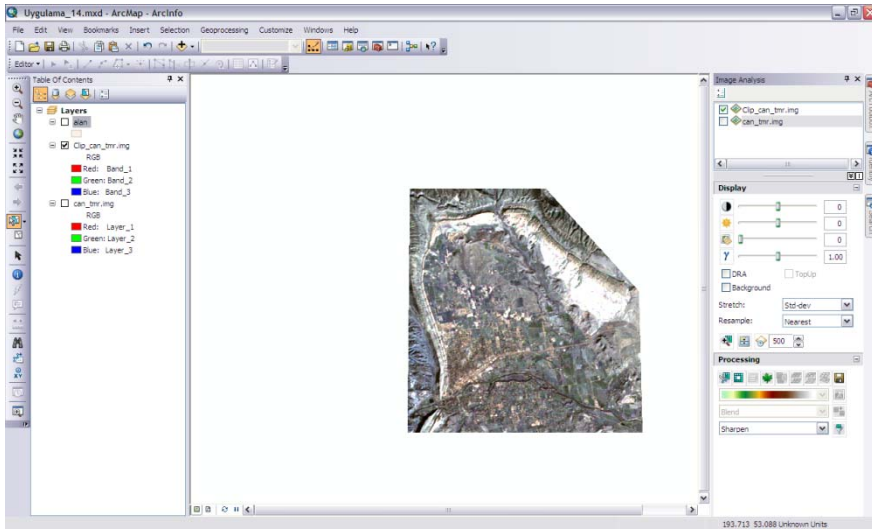 Uygulama_14.mxd - ArcMap - ArcInfo
File Edit View Bookmarks Insert Selection Geoprocessing Customize Windows Help
Editor
Table Of Contents
Layers
alan
Clip_can_tmr.img
RGB
Red: Band_1
Green: Band_2
Blue: Band_3
can_tmr.img
RGB
Red: Layer_1
Green: Layer_2
Blue: Layer_3
Image Analysis
Clip_can_tmr.img
can_tmr.img
Display
0
0
0
γ 1.00
DRA TopUp
Background
Stretch: Std-dev
Resample: Nearest
500
Processing
Blend
Sharpen
193.713 53.088 Unknown Units